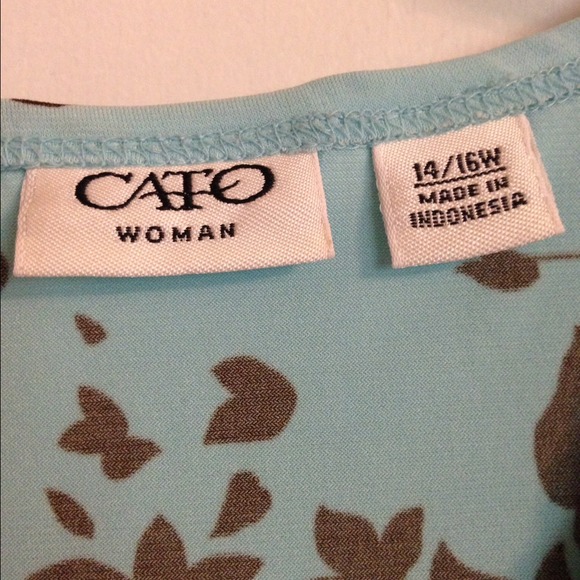 CATO
WOMAN
14/16W
MADE IN
INDONESIA